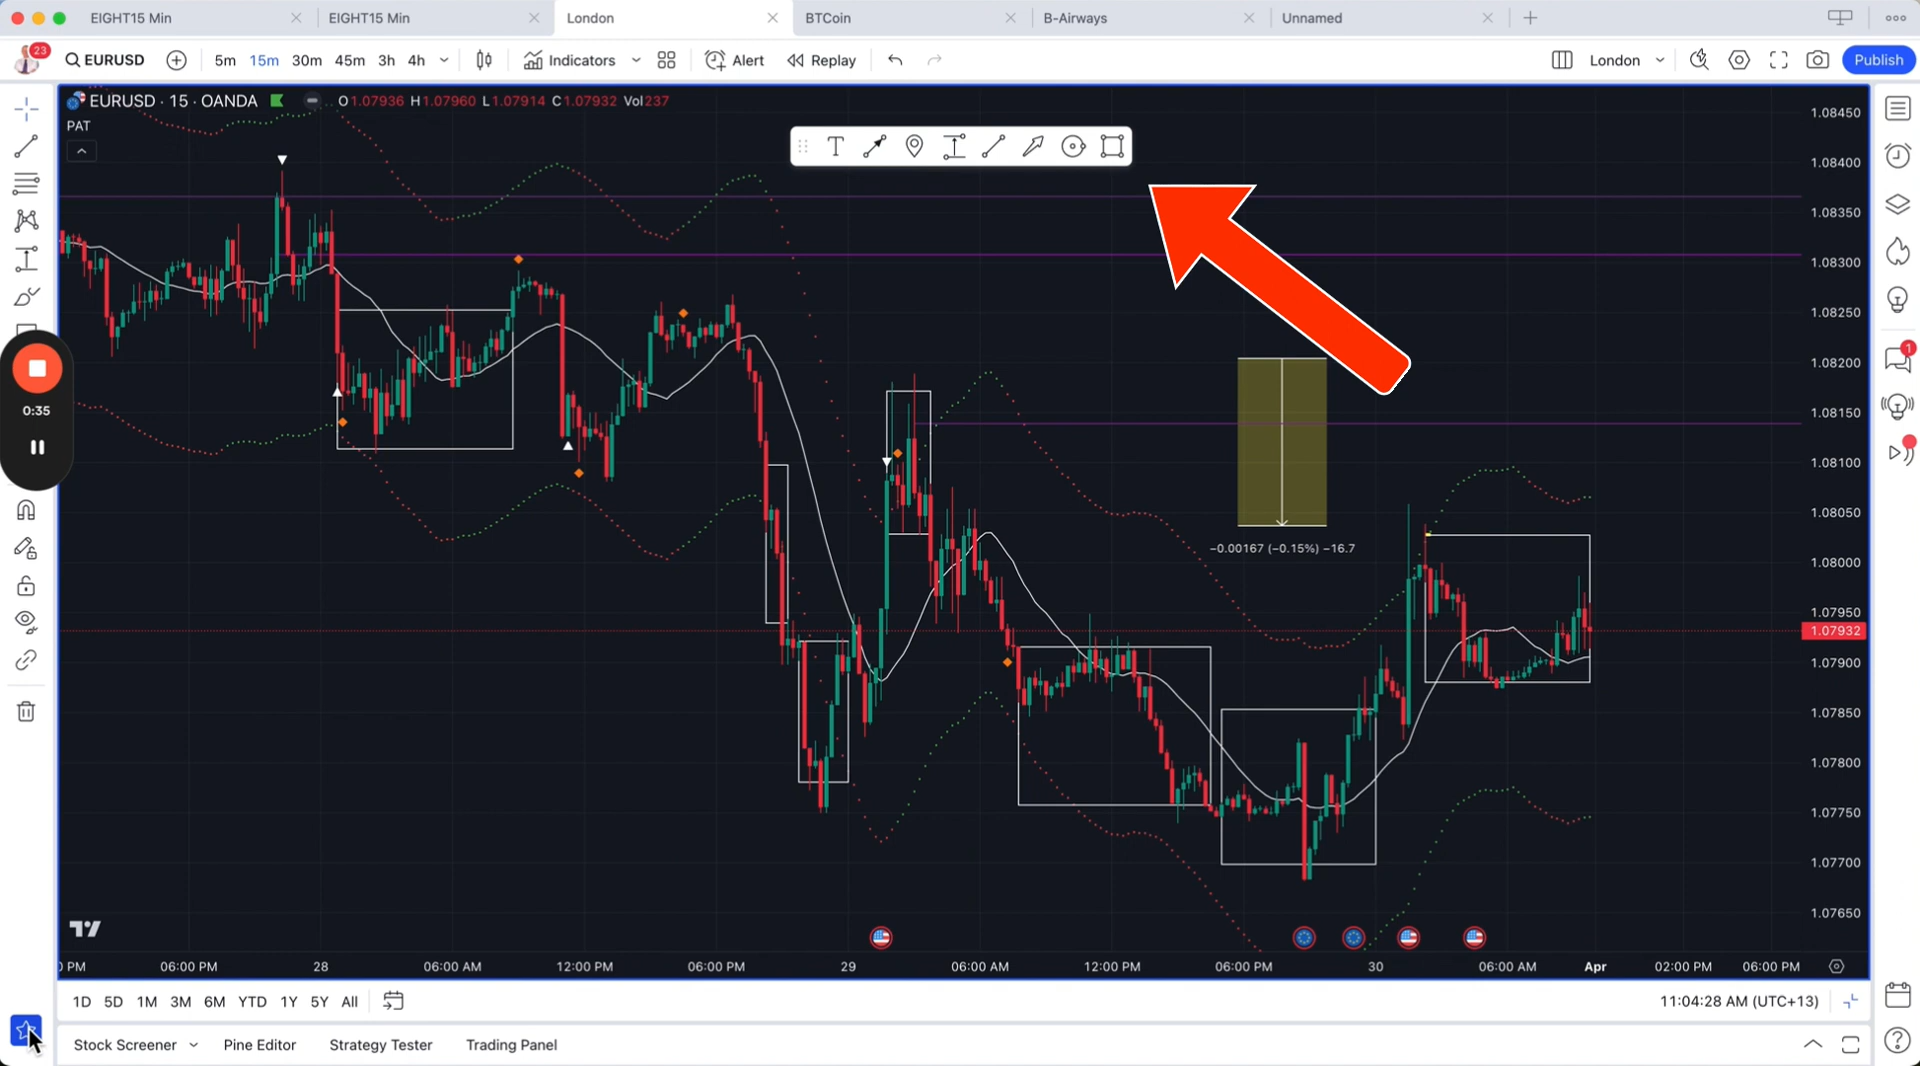 EIGHT15 Min
EIGHT15 Min
London
BTCoin
B-Airways
Unnamed
23
EURUSD
5m 15m 30m 45m 3h 4h
Indicators
Alert
Replay
London
Publish
EURUSD · 15 · OANDA
O1.07936 H1.07960 L1.07914 C1.07932 Vol237
PAT
T
1.08450
1.08400
1.08350
1.08300
1.08250
1.08200
1.08150
1.08100
1.08050
1.08000
1.07950
1.07932
1.07900
1.07850
1.07800
1.07750
1.07700
1.07650
0:35
1
−0.00167 (−0.15%) −16.7
PM 06:00 PM 28 06:00 AM 12:00 PM 06:00 PM 29 06:00 AM 12:00 PM 06:00 PM 30 06:00 AM Apr 02:00 PM 06:00 PM
1D 5D 1M 3M 6M YTD 1Y 5Y All
11:04:28 AM (UTC+13)
Stock Screener
Pine Editor
Strategy Tester
Trading Panel